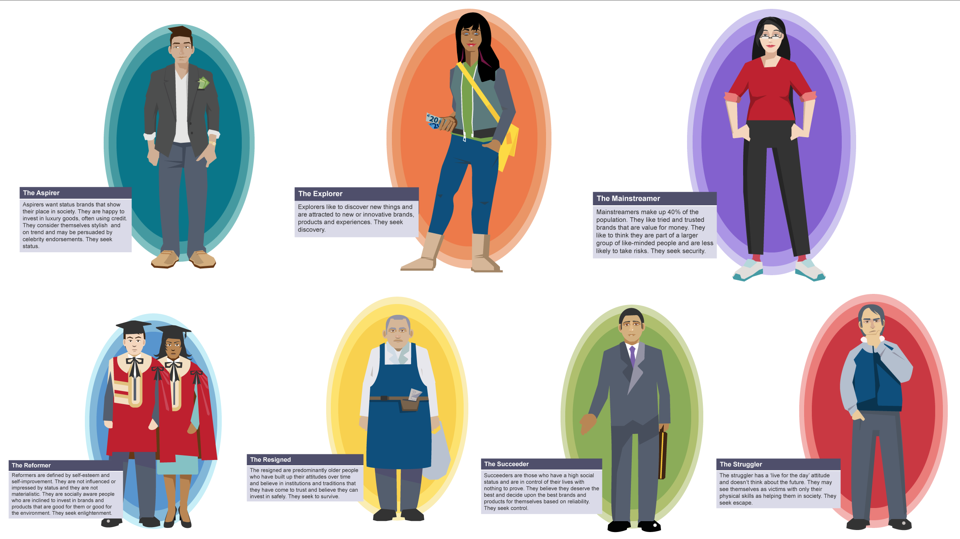 The Aspirer
Aspirers want status brands that show
their place in society. They are happy to
invest in luxury goods, often using credit.
They consider themselves stylish and
on trend and may be persuaded by
celebrity endorsements. They seek
status.
The Explorer
Explorers like to discover new things and
are attracted to new or innovative brands,
products and experiences. They seek
discovery.
20
The Mainstreamer
Mainstreamers make up 40% of the
population. They like tried and trusted
brands that are value for money. They
like to think they are part of a larger
group of like-minded people and are less
likely to take risks. They seek security.
The Reformer
Reformers are defined by self-esteem and
self-improvement. They are not influenced or
impressed by status and they are not
materialistic. They are socially aware people
who are inclined to invest in brands and
products that are good for them or good for
the environment. They seek enlightenment.
The Resigned
The resigned are predominantly older people
who have built up their attitudes over time
and believe in institutions and traditions that
they have come to trust and believe they can
invest in safely. They seek to survive.
The Succeeder
Succeeders are those who have a high social
status and are in control of their lives with
nothing to prove. They believe they deserve the
best and decide upon the best brands and
products for themselves based on reliability.
They seek control.
The Struggler
The struggler has a 'live for the day' attitude
and doesn't think about the future. They may
see themselves as victims with only their
physical skills as helping them in society. They
seek escape.